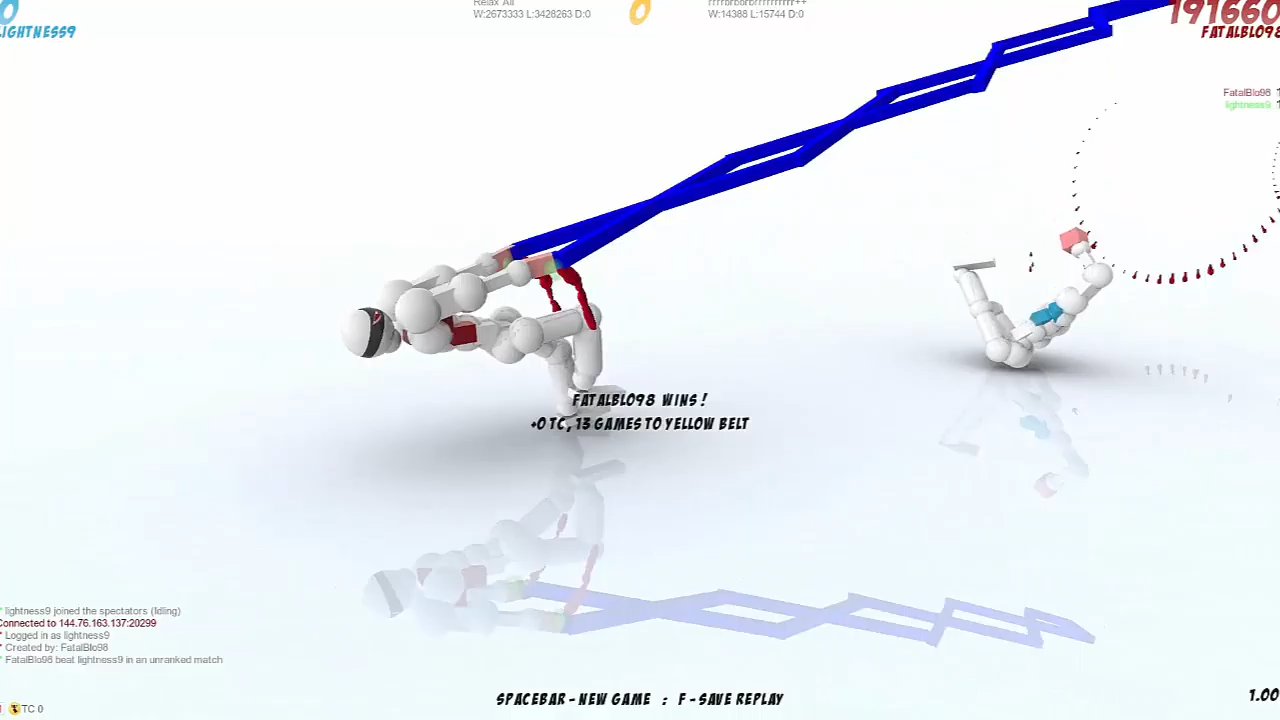 0
LIGHTNESS9
Relax All
W:2673333 L:3428263 D:0
0
W:14388 L:15744 D:0
191660
FATALBLO98
FatalBlo98 1
lightness9 1
FATALBLO98 WINS!
+0 TC, 13 GAMES TO YELLOW BELT
* lightness9 joined the spectators (Idling)
Connected to 144.76.163.137:20299
* Logged in as lightness9
* Created by: FatalBlo98
* FatalBlo98 beat lightness9 in an unranked match
TC 0
SPACEBAR - NEW GAME : F - SAVE REPLAY
1.00